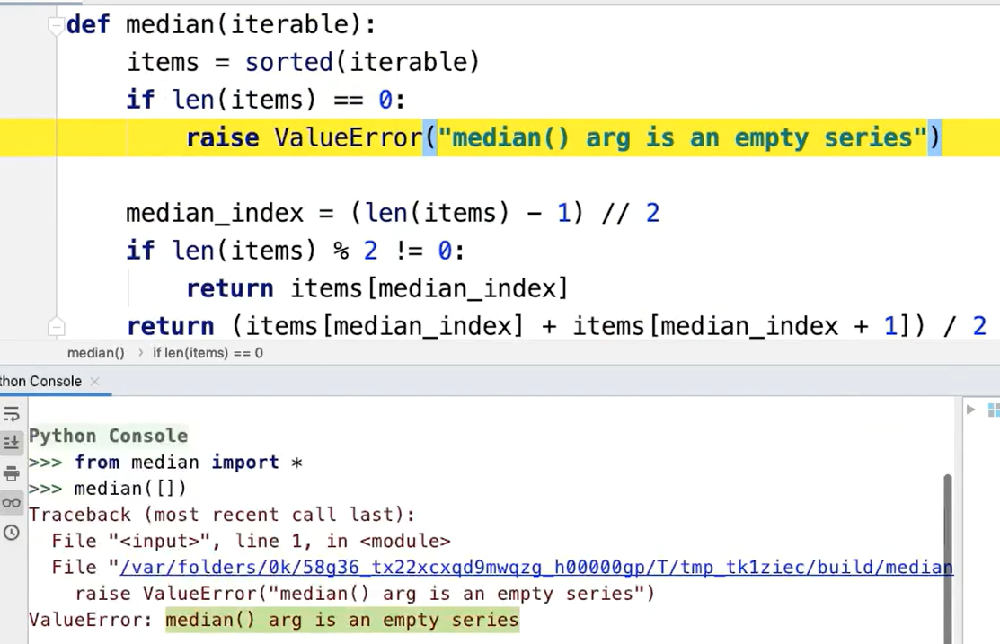 def median(iterable):
    items = sorted(iterable)
    if len(items) == 0:
        raise ValueError("median() arg is an empty series")
    median_index = (len(items) - 1) // 2
    if len(items) % 2 != 0:
        return items[median_index]
    return (items[median_index] + items[median_index + 1]) / 2
median() › if len(items) == 0
thon Console ×
Python Console
>>> from median import *
>>> median([])
Traceback (most recent call last):
  File "<input>", line 1, in <module>
  File "/var/folders/0k/58g36_tx22xcxqd9mwqzg_h00000gp/T/tmp_tk1ziec/build/median
    raise ValueError("median() arg is an empty series")
ValueError: median() arg is an empty series